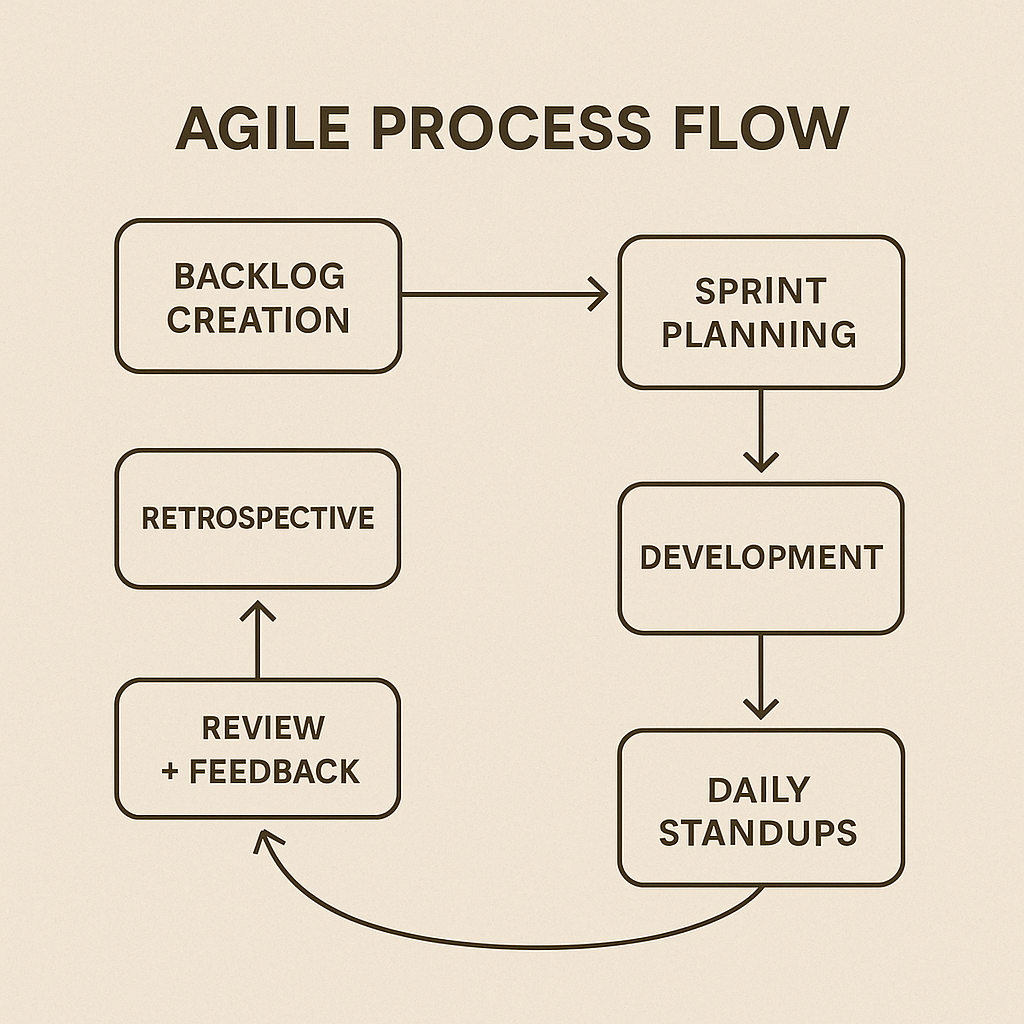 AGILE PROCESS FLOW
BACKLOG
CREATION
SPRINT
PLANNING
DEVELOPMENT
DAILY
STANDUPS
REVIEW
+ FEEDBACK
RETROSPECTIVE